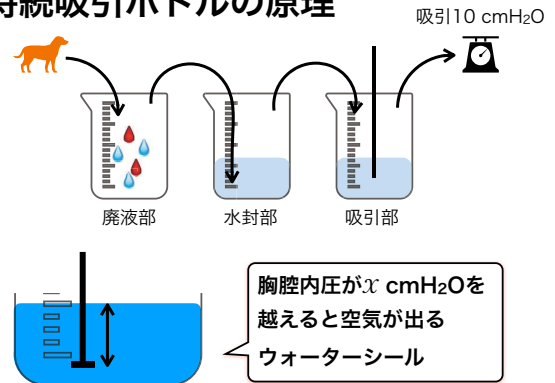 持続吸引ボトルの原理
吸引10 cmH₂O
廃液部
水封部
吸引部
胸腔内圧が𝑥 cmH₂Oを
越えると空気が出る
ウォーターシール